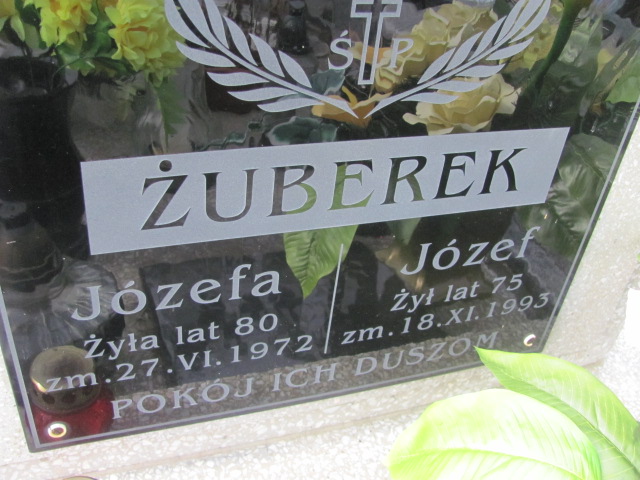 Ś P
ŻUBEREK
Józefa
Żyła lat 80
zm. 27. VI. 1972
Józef
Żył lat 75
zm. 18. XI. 1993
POKÓJ ICH DUSZOM